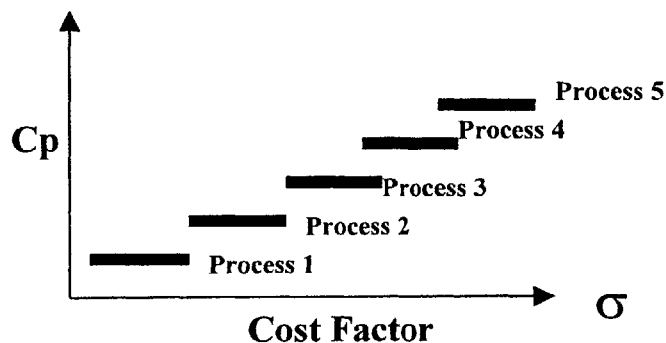 Process 5
Process 4
Cp
Process 3
Process 2
Process 1
σ
Cost Factor